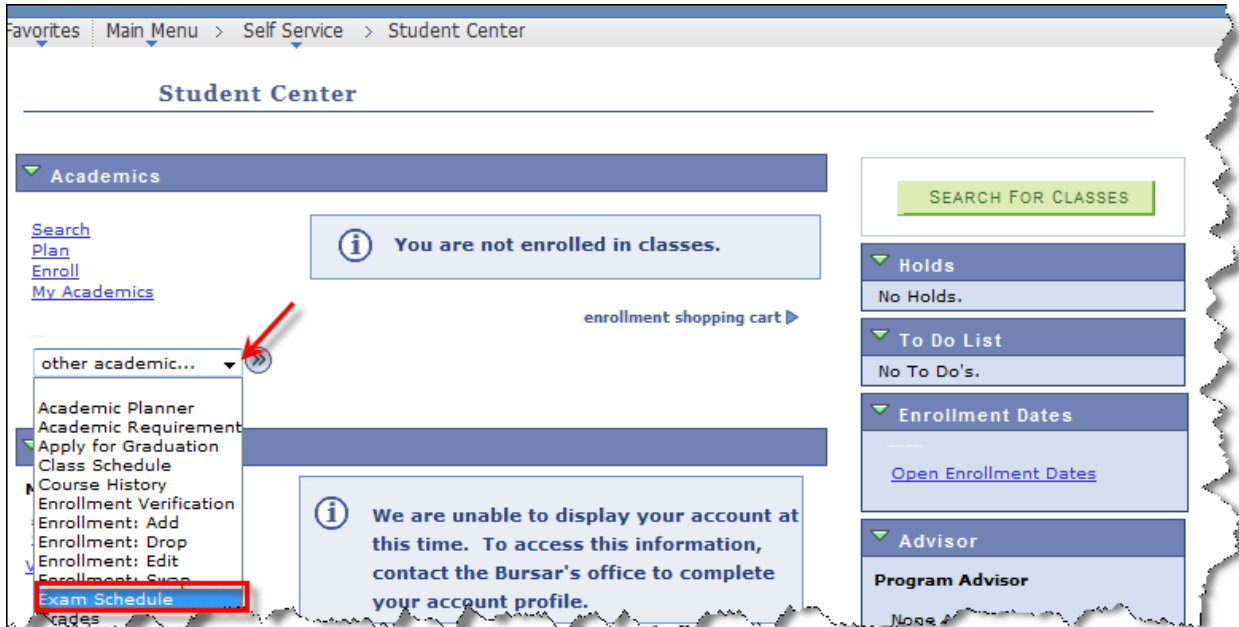 Favorites Main Menu > Self Service > Student Center
Student Center
Academics
Search
Plan
Enroll
My Academics
You are not enrolled in classes.
enrollment shopping cart
other academic...
Academic Planner
Academic Requirement
Apply for Graduation
Class Schedule
Course History
Enrollment Verification
Enrollment: Add
Enrollment: Drop
Enrollment: Edit
Enrollment: Swap
Exam Schedule
Grades
We are unable to display your account at
this time. To access this information,
contact the Bursar's office to complete
your account profile.
SEARCH FOR CLASSES
Holds
No Holds.
To Do List
No To Do's.
Enrollment Dates
Open Enrollment Dates
Advisor
Program Advisor
None